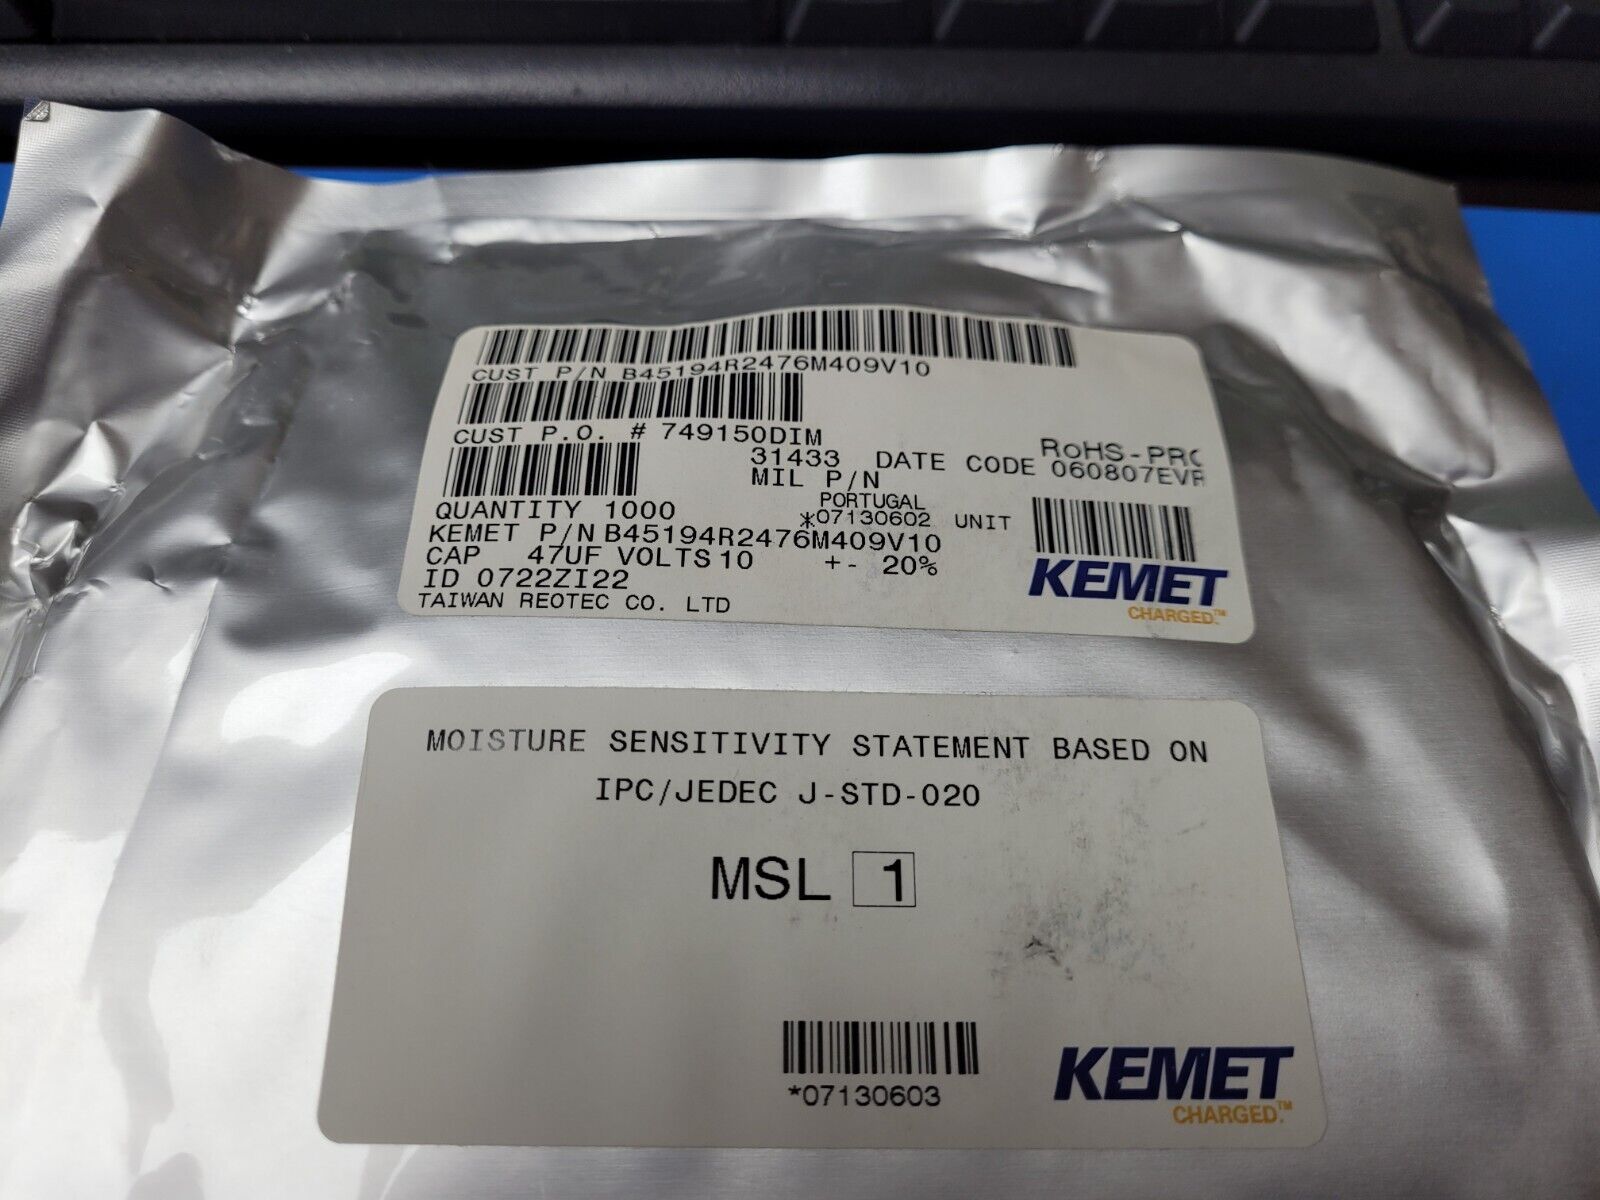 CUST P/N B45194R2476M409V10
CUST P.O. # 749150DIM
RoHS-PRC
31433 DATE CODE 060807EVR
MIL P/N
QUANTITY 1000
PORTUGAL
*07130602 UNIT
KEMET P/N B45194R2476M409V10
CAP 47UF VOLTS 10 +- 20%
ID 0722ZI22
TAIWAN REOTEC CO. LTD
KEMET
CHARGED.™
MOISTURE SENSITIVITY STATEMENT BASED ON
IPC/JEDEC J-STD-020
MSL 1
*07130603
KEMET
CHARGED.™